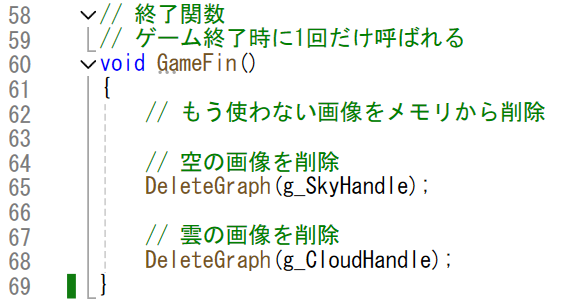 58 // 終了関数
59 // ゲーム終了時に1回だけ呼ばれる
60 void GameFin()
61 {
62     // もう使わない画像をメモリから削除
63
64     // 空の画像を削除
65     DeleteGraph(g_SkyHandle);
66
67     // 雲の画像を削除
68     DeleteGraph(g_CloudHandle);
69 }